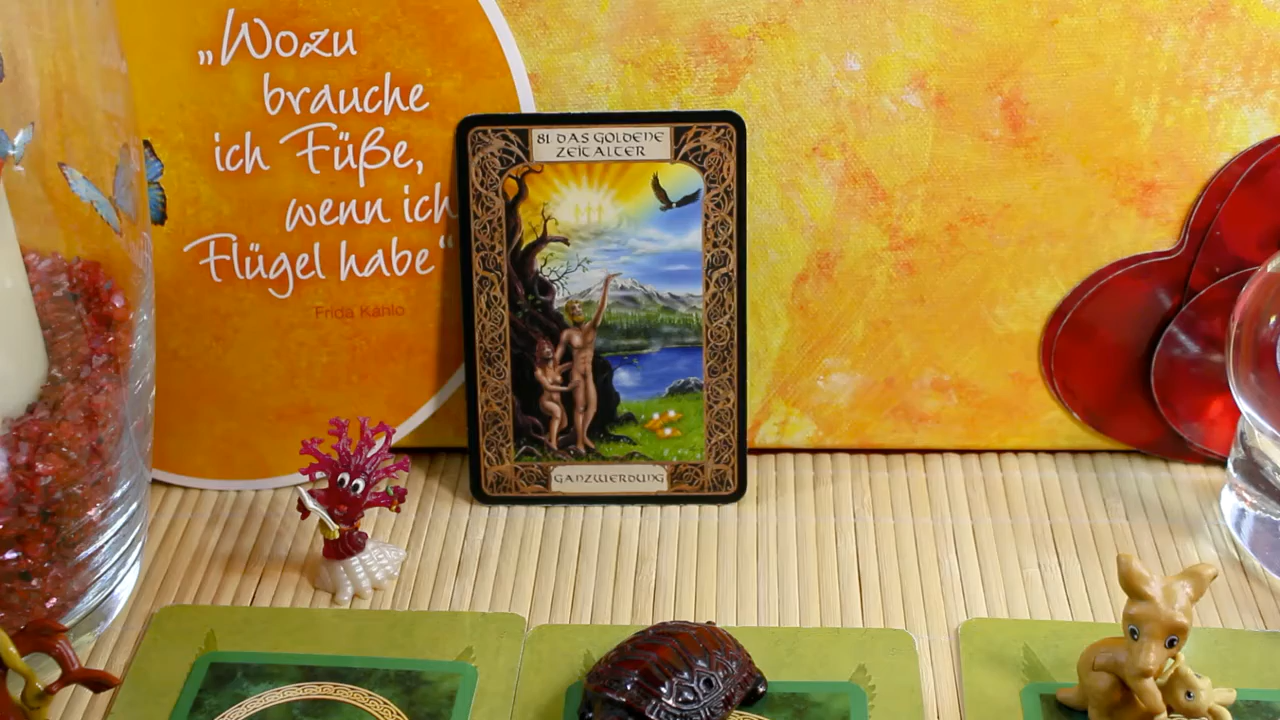 „Wozu
brauche
ich Füße,
wenn ich
Flügel habe“
Frida Kahlo
81 DAS GOLDENE
ZEITALTER
GANZWERDUNG